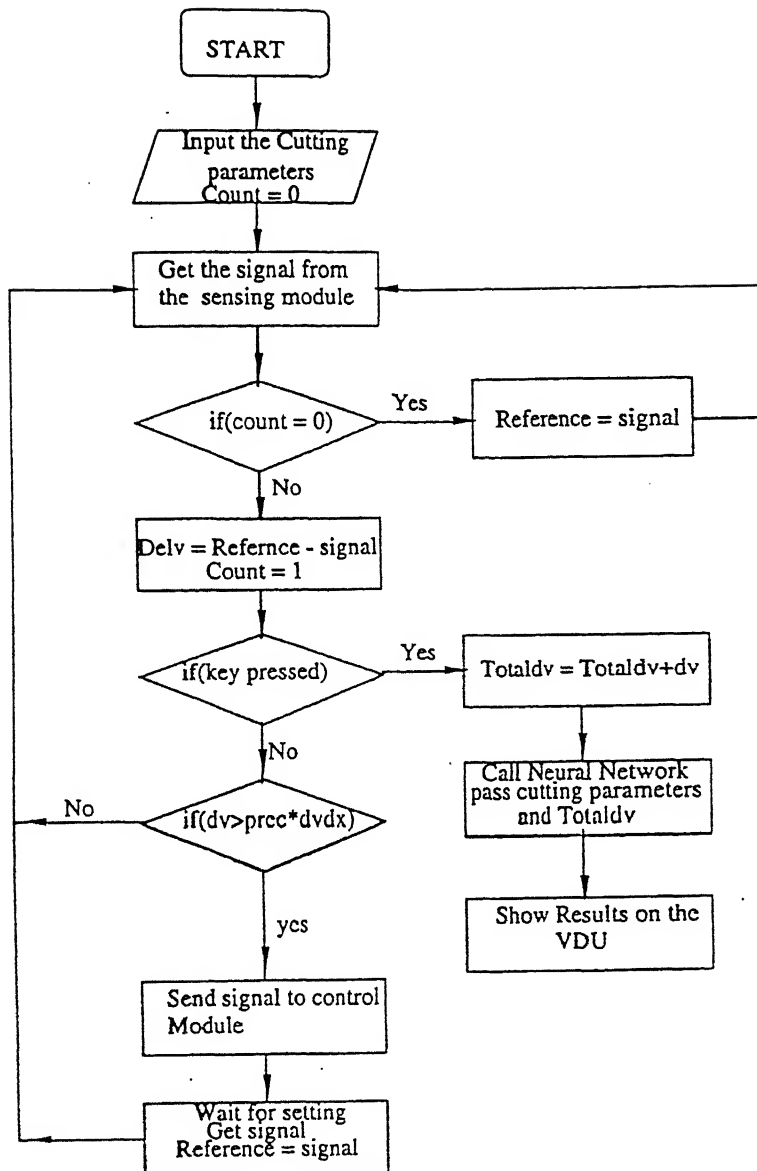 START
Input the Cutting
parameters
Count = 0
Get the signal from
the sensing module
if(count = 0)
Yes
Reference = signal
No
Delv = Refernce - signal
Count = 1
if(key pressed)
Yes
Totaldv = Totaldv+dv
No
Call Neural Network
pass cutting parameters
and Totaldv
if(dv>prec*dvdx)
No
yes
Show Results on the
VDU
Send signal to control
Module
Wait for setting
Get signal
Reference = signal